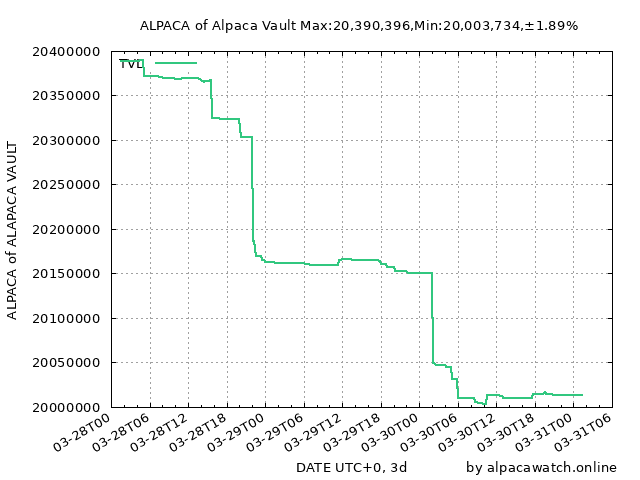 ALPACA of Alpaca Vault Max:20,390,396,Min:20,003,734,±1.89%
TVL
ALPACA of ALAPACA VAULT
20400000
20350000
20300000
20250000
20200000
20150000
20100000
20050000
20000000
03-28T00
03-28T06
03-28T12
03-28T18
03-29T00
03-29T06
03-29T12
03-29T18
03-30T00
03-30T06
03-30T12
03-30T18
03-31T00
03-31T06
DATE UTC+0, 3d
by alpacawatch.online